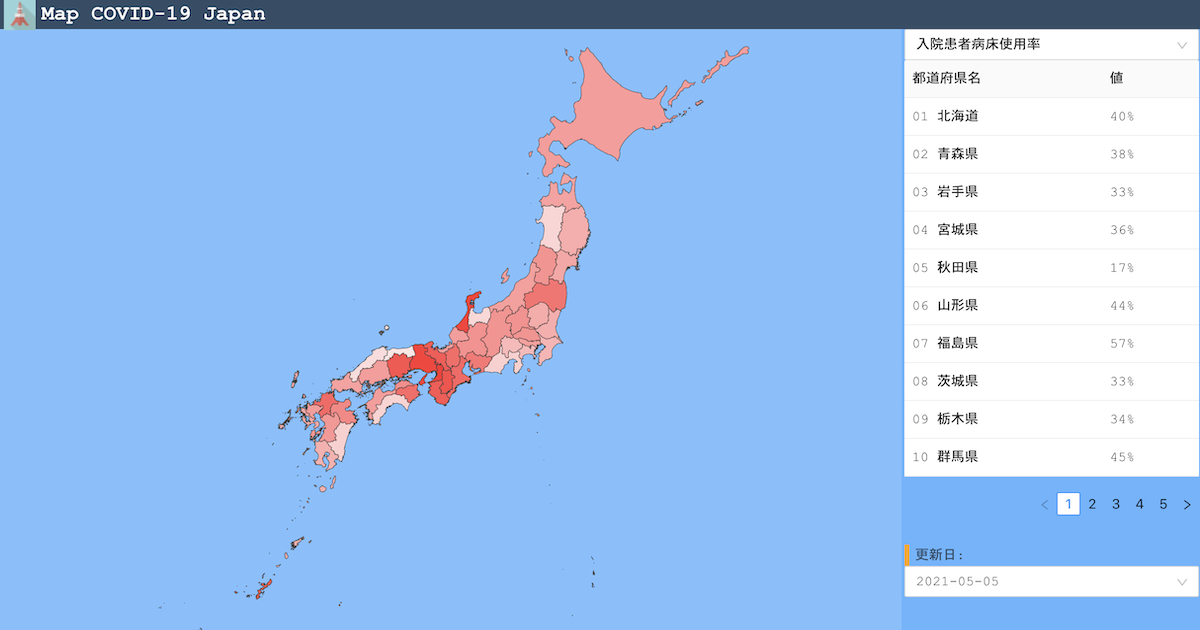 Map COVID-19 Japan
入院患者病床使用率
都道府県名 値
01 北海道 40%
02 青森県 38%
03 岩手県 33%
04 宮城県 36%
05 秋田県 17%
06 山形県 44%
07 福島県 57%
08 茨城県 33%
09 栃木県 34%
10 群馬県 45%
< 1 2 3 4 5 >
更新日:
2021-05-05